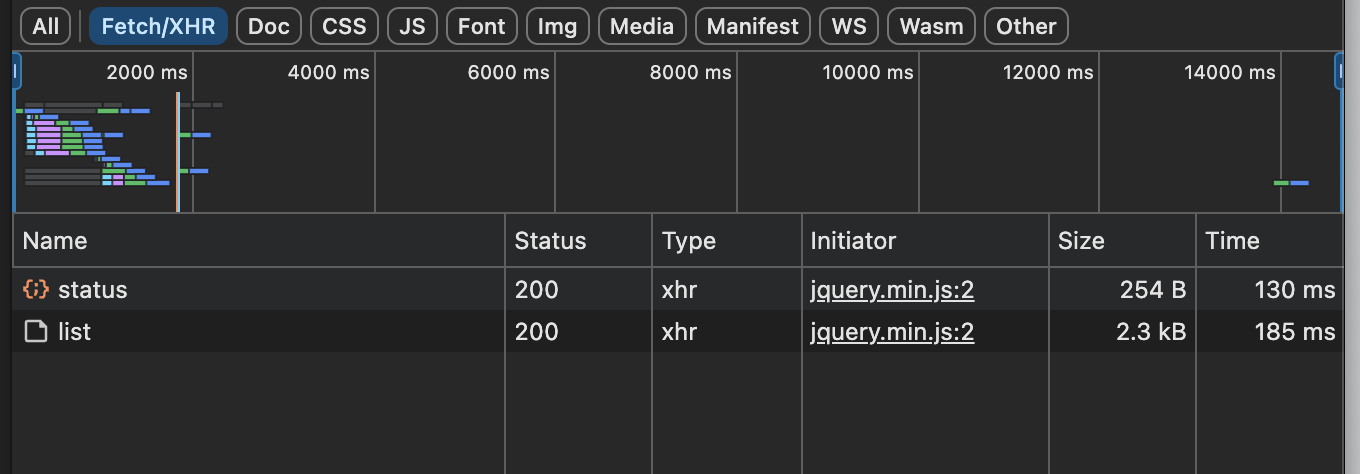 All Fetch/XHR Doc CSS JS Font Img Media Manifest WS Wasm Other
2000 ms 4000 ms 6000 ms 8000 ms 10000 ms 12000 ms 14000 ms
Name Status Type Initiator Size Time
status 200 xhr jquery.min.js:2 254 B 130 ms
list 200 xhr jquery.min.js:2 2.3 kB 185 ms